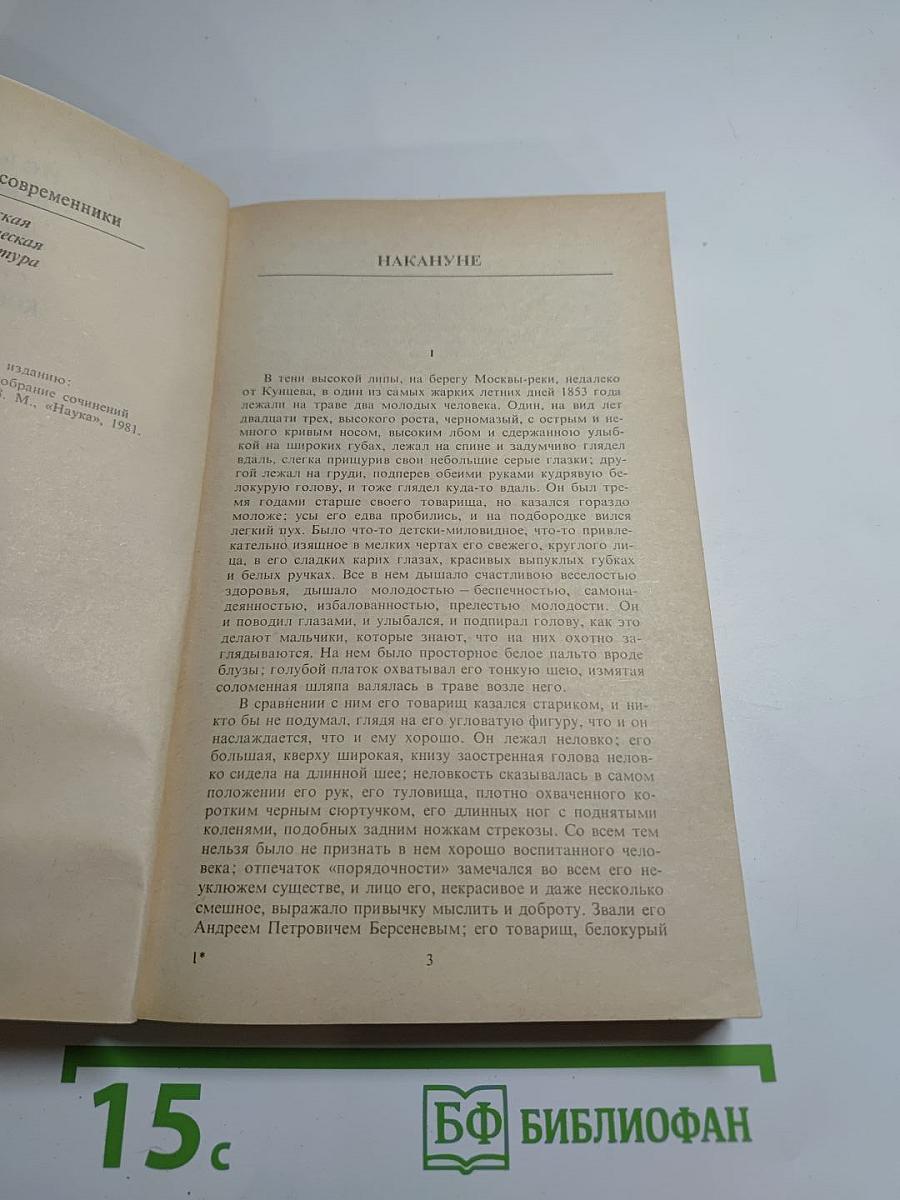 современники
изданию:
собрание сочинений
М., «Наука», 1981.
НАКАНУНЕ
I
В тени высокой липы, на берегу Москвы-реки, недалеко
от Кунцева, в один из самых жарких летних дней 1853 года
лежали на траве два молодых человека. Один, на вид лет
двадцати трех, высокого роста, черномазый, с острым и не-
много кривым носом, высоким лбом и сдержанною улыб-
кой на широких губах, лежал на спине и задумчиво глядел
вдаль, слегка прищурив свои небольшие серые глазки; дру-
гой лежал на груди, подперев обеими руками кудрявую бе-
локурую голову, и тоже глядел куда-то вдаль. Он был тре-
мя годами старше своего товарища, но казался гораздо
моложе; усы его едва пробились, и на подбородке вился
легкий пух. Было что-то детски-миловидное, что-то привле-
кательно изящное в мелких чертах его свежего, круглого ли-
ца, в его сладких карих глазах, красивых выпуклых губках
и белых ручках. Все в нем дышало счастливою веселостью
здоровья, дышало молодостью — беспечностью, самона-
деянностью, избалованностью, прелестью молодости. Он
и поводил глазами, и улыбался, и подпирал голову, как это
делают мальчики, которые знают, что на них охотно за-
глядываются. На нем было просторное белое пальто вроде
блузы; голубой платок охватывал его тонкую шею, измятая
соломенная шляпа валялась в траве возле него.
В сравнении с ним его товарищ казался стариком, и ни-
кто бы не подумал, глядя на его угловатую фигуру, что и он
наслаждается, что и ему хорошо. Он лежал неловко; его
большая, кверху широкая, книзу заостренная голова нелов-
ко сидела на длинной шее; неловкость сказывалась в самом
положении его рук, его туловища, плотно охваченного ко-
ротким черным сюртучком, его длинных ног с поднятыми
коленями, подобных задним ножкам стрекозы. Со всем тем
нельзя было не признать в нем хорошо воспитанного чело-
века; отпечаток «порядочности» замечался во всем его не-
уклюжем существе, и лицо его, некрасивое и даже несколько
смешное, выражало привычку мыслить и доброту. Звали его
Андреем Петровичем Берсеневым; его товарищ, белокурый
1*
3
15 с
БФ БИБЛИОФАН